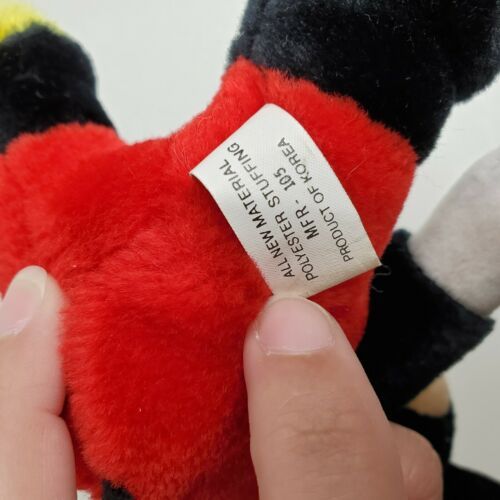 ALL NEW MATERIAL
POLYESTER STUFFING
MFR - 105
PRODUCT OF KOREA